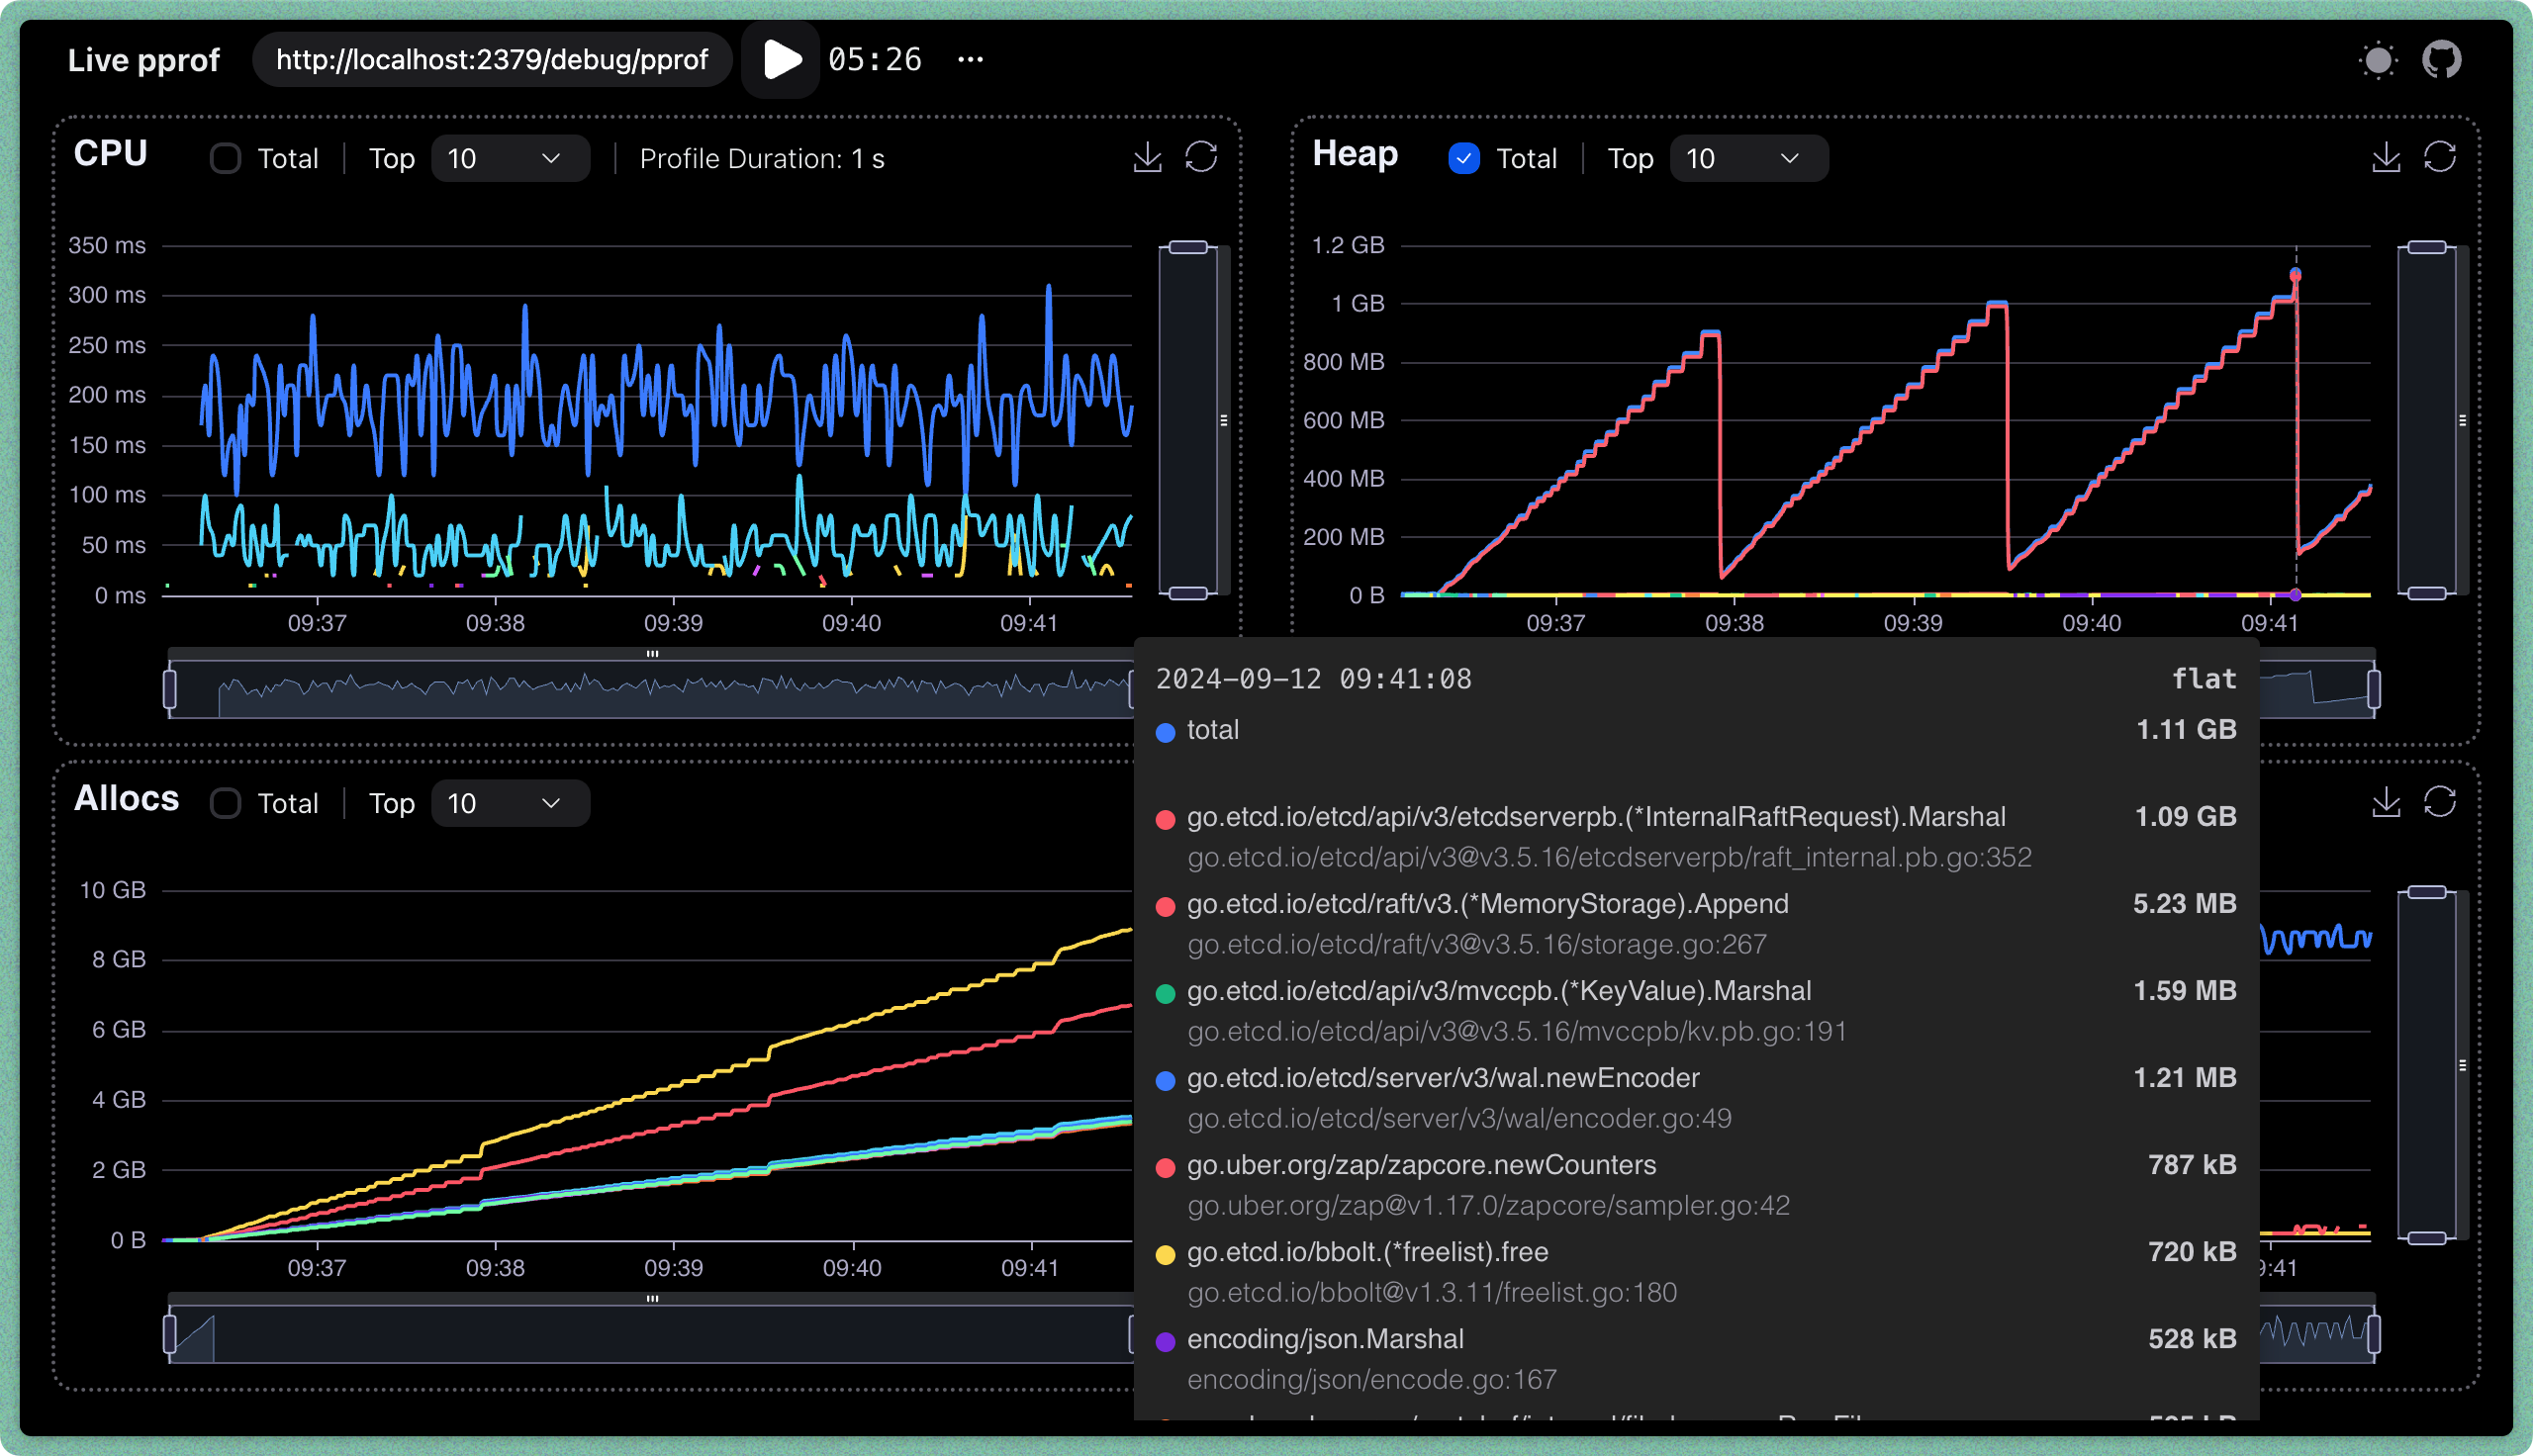 Live pprof http://localhost:2379/debug/pprof 05:26 ...
CPU Total Top 10 Profile Duration: 1 s
350 ms
300 ms
250 ms
200 ms
150 ms
100 ms
50 ms
0 ms
09:37 09:38 09:39 09:40 09:41
Heap Total Top 10
1.2 GB
1 GB
800 MB
600 MB
400 MB
200 MB
0 B
09:37 09:38 09:39 09:40 09:41
Allocs Total Top 10
10 GB
8 GB
6 GB
4 GB
2 GB
0 B
09:37 09:38 09:39 09:40 09:41
2024-09-12 09:41:08 flat
total 1.11 GB
go.etcd.io/etcd/api/v3/etcdserverpb.(*InternalRaftRequest).Marshal 1.09 GB
go.etcd.io/etcd/api/v3@v3.5.16/etcdserverpb/raft_internal.pb.go:352
go.etcd.io/etcd/raft/v3.(*MemoryStorage).Append 5.23 MB
go.etcd.io/etcd/raft/v3@v3.5.16/storage.go:267
go.etcd.io/etcd/api/v3/mvccpb.(*KeyValue).Marshal 1.59 MB
go.etcd.io/etcd/api/v3@v3.5.16/mvccpb/kv.pb.go:191
go.etcd.io/etcd/server/v3/wal.newEncoder 1.21 MB
go.etcd.io/etcd/server/v3/wal/encoder.go:49
go.uber.org/zap/zapcore.newCounters 787 kB
go.uber.org/zap@v1.17.0/zapcore/sampler.go:42
go.etcd.io/bbolt.(*freelist).free 720 kB
go.etcd.io/bbolt@v1.3.11/freelist.go:180
encoding/json.Marshal 528 kB
encoding/json/encode.go:167
:41